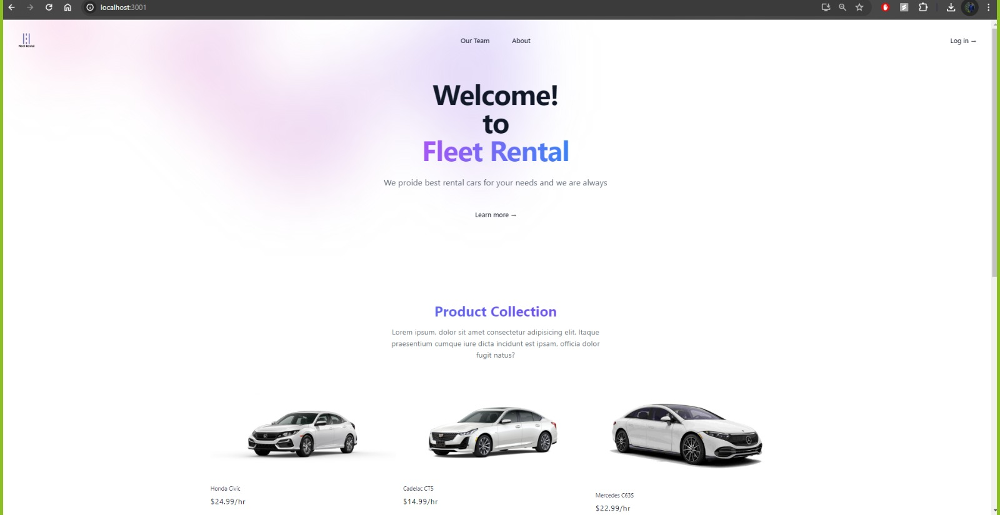 localhost:3001
Fleet Rental
Our Team
About
Log in →
Welcome!
to
Fleet Rental
We proide best rental cars for your needs and we are always
Learn more →
Product Collection
Lorem ipsum, dolor sit amet consectetur adipisicing elit. Itaque
praesentium cumque iure dicta incidunt est ipsam, officia dolor
fugit natus?
Honda Civic
$24.99/hr
Cadelac CT5
$14.99/hr
Mercedes C63S
$22.99/hr